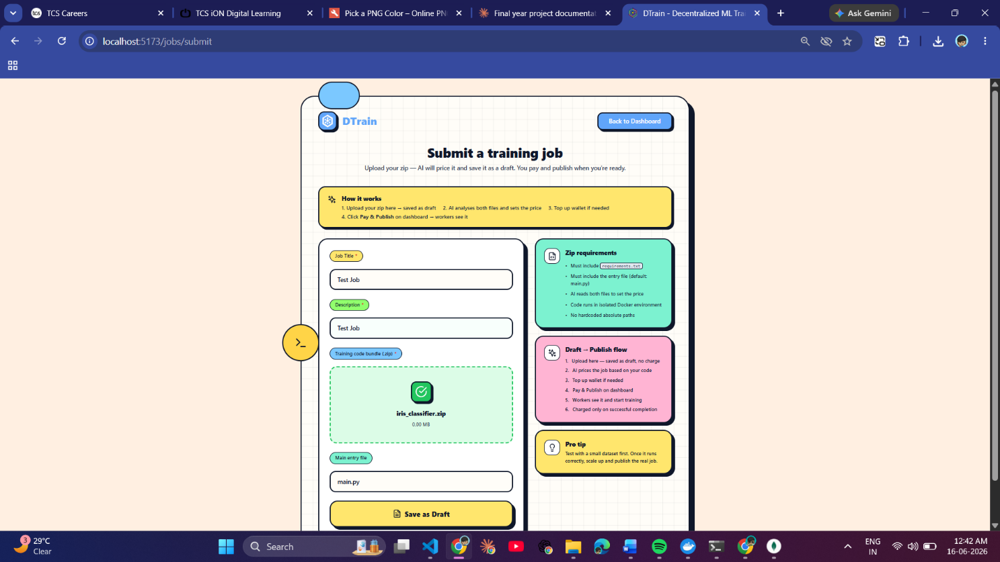 TCS Careers
TCS iON Digital Learning
Pick a PNG Color – Online PN
Final year project documentat
DTrain - Decentralized ML Trai
Ask Gemini
localhost:5173/jobs/submit
DTrain
Back to Dashboard
Submit a training job
Upload your zip — AI will price it and save it as a draft. You pay and publish when you're ready.
How it works
1. Upload your zip here — saved as draft 2. AI analyses both files and sets the price 3. Top up wallet if needed
4. Click Pay & Publish on dashboard — workers see it
Job Title *
Test Job
Description *
Test Job
Training code bundle (.zip) *
iris_classifier.zip
0.00 MB
Main entry file
main.py
Save as Draft
Zip requirements
• Must include requirements.txt
• Must include the entry file (default:
main.py)
• AI reads both files to set the price
• Code runs in isolated Docker environment
• No hardcoded absolute paths
Draft → Publish flow
1. Upload here — saved as draft, no charge
2. AI prices the job based on your code
3. Top up wallet if needed
4. Pay & Publish on dashboard
5. Workers see it and start training
6. Charged only on successful completion
Pro tip
Test with a small dataset first. Once it runs
correctly, scale up and publish the real job.
3
29°C
Clear
Search
ENG
IN
12:42 AM
16-06-2026